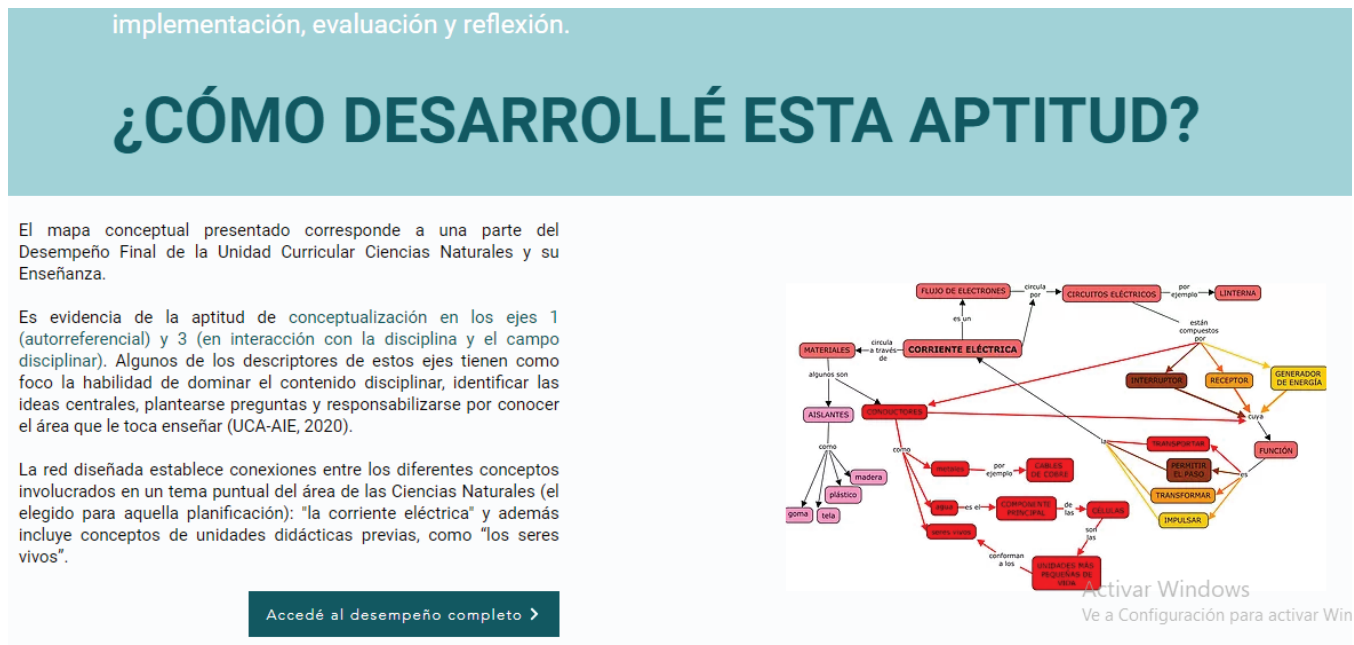 implementación, evaluación y reflexión.
¿CÓMO DESARROLLÉ ESTA APTITUD?
El mapa conceptual presentado corresponde a una parte del
Desempeño Final de la Unidad Curricular Ciencias Naturales y su
Enseñanza.
Es evidencia de la aptitud de conceptualización en los ejes 1
(autorreferencial) y 3 (en interacción con la disciplina y el campo
disciplinar). Algunos de los descriptores de estos ejes tienen como
foco la habilidad de dominar el contenido disciplinar, identificar las
ideas centrales, plantearse preguntas y responsabilizarse por conocer
el área que le toca enseñar (UCA-AIE, 2020).
La red diseñada establece conexiones entre los diferentes conceptos
involucrados en un tema puntual del área de las Ciencias Naturales (el
elegido para aquella planificación): "la corriente eléctrica" y además
incluye conceptos de unidades didácticas previas, como “los seres
vivos”.
Accedé al desempeño completo
FLUJO DE ELECTRONES
circula
por
CIRCUITOS ELÉCTRICOS
por
ejemplo
LINTERNA
es un
están
compuestos
por
MATERIALES
circula
a través
de
CORRIENTE ELÉCTRICA
algunos son
INTERRUPTOR
RECEPTOR
GENERADOR
DE ENERGÍA
AISLANTES
CONDUCTORES
cuya
como
como
la
TRANSPORTAR
FUNCIÓN
metales
por
ejemplo
CABLES
DE COBRE
PERMITIR
EL PASO
es
madera
plástico
TRANSFORMAR
goma
tela
agua
es el
COMPONENTE
PRINCIPAL
de
las
CÉLULAS
IMPULSAR
seres vivos
son
las
conforman
a los
UNIDADES MÁS
PEQUEÑAS DE
VIDA
Activar Windows
Ve a Configuración para activar Win